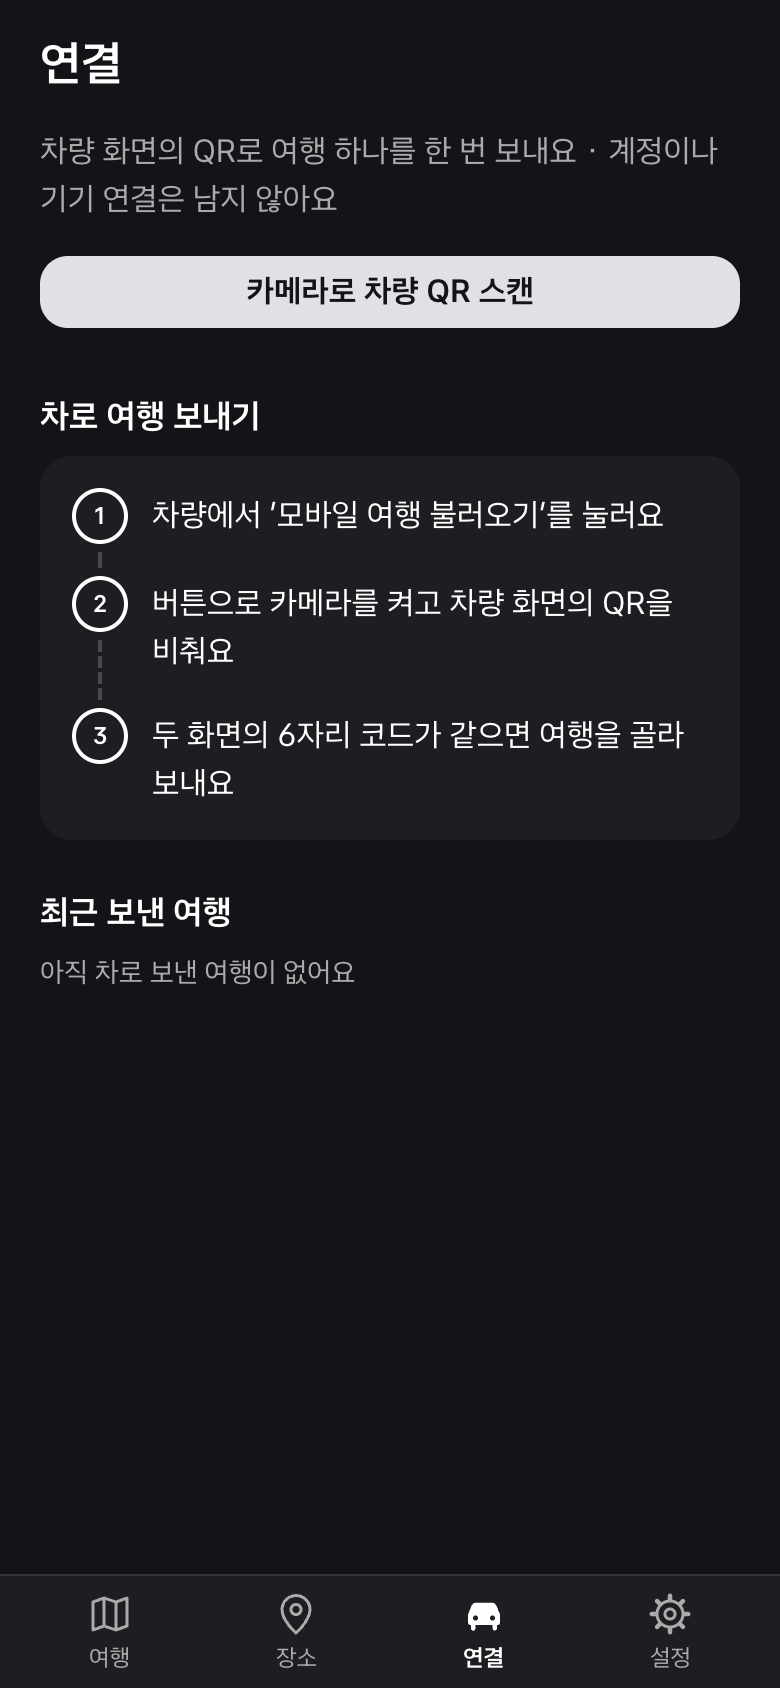 연결
차량 화면의 QR로 여행 하나를 한 번 보내요 · 계정이나
기기 연결은 남지 않아요
카메라로 차량 QR 스캔
차로 여행 보내기
1 차량에서 ‘모바일 여행 불러오기’를 눌러요
2 버튼으로 카메라를 켜고 차량 화면의 QR을
비춰요
3 두 화면의 6자리 코드가 같으면 여행을 골라
보내요
최근 보낸 여행
아직 차로 보낸 여행이 없어요
여행 장소 연결 설정